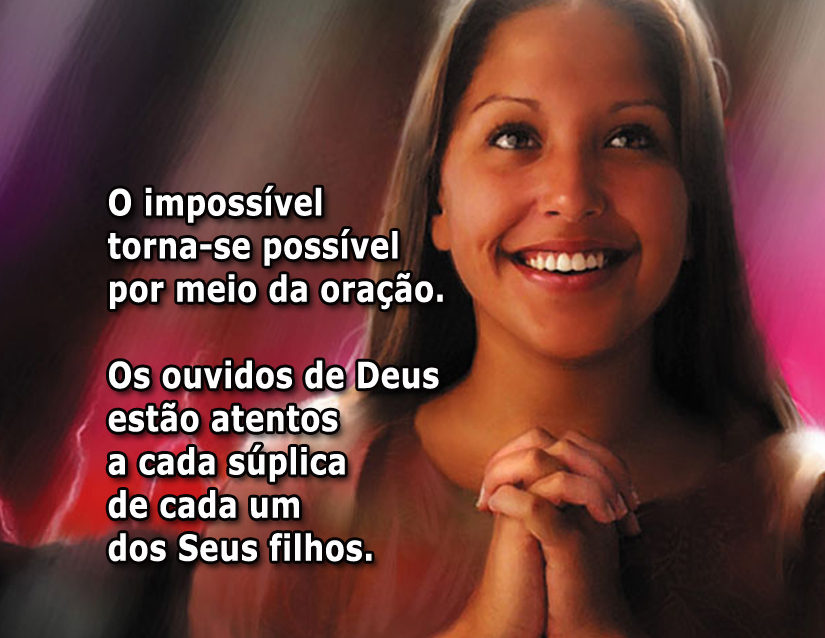 O impossível
torna-se possível
por meio da oração.
Os ouvidos de Deus
estão atentos
a cada súplica
de cada um
dos Seus filhos.